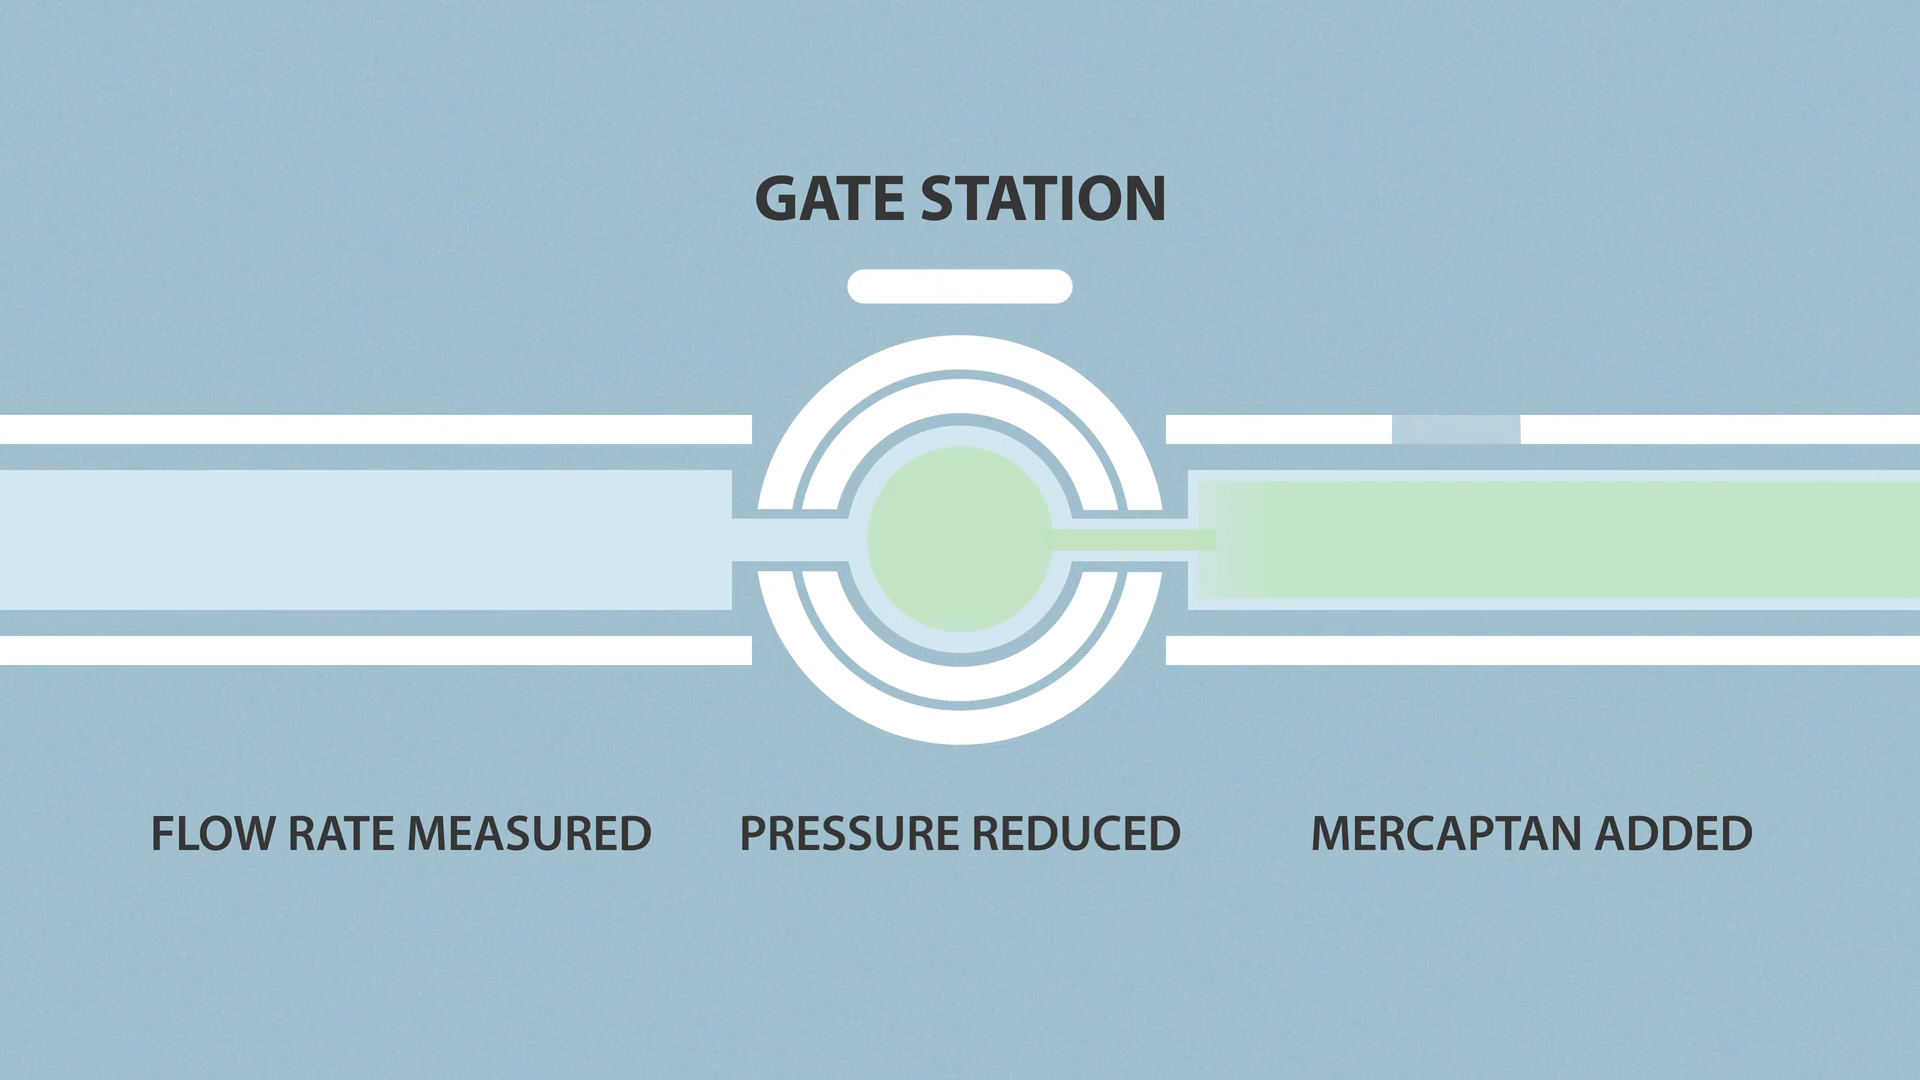 GATE STATION
FLOW RATE MEASURED
PRESSURE REDUCED
MERCAPTAN ADDED